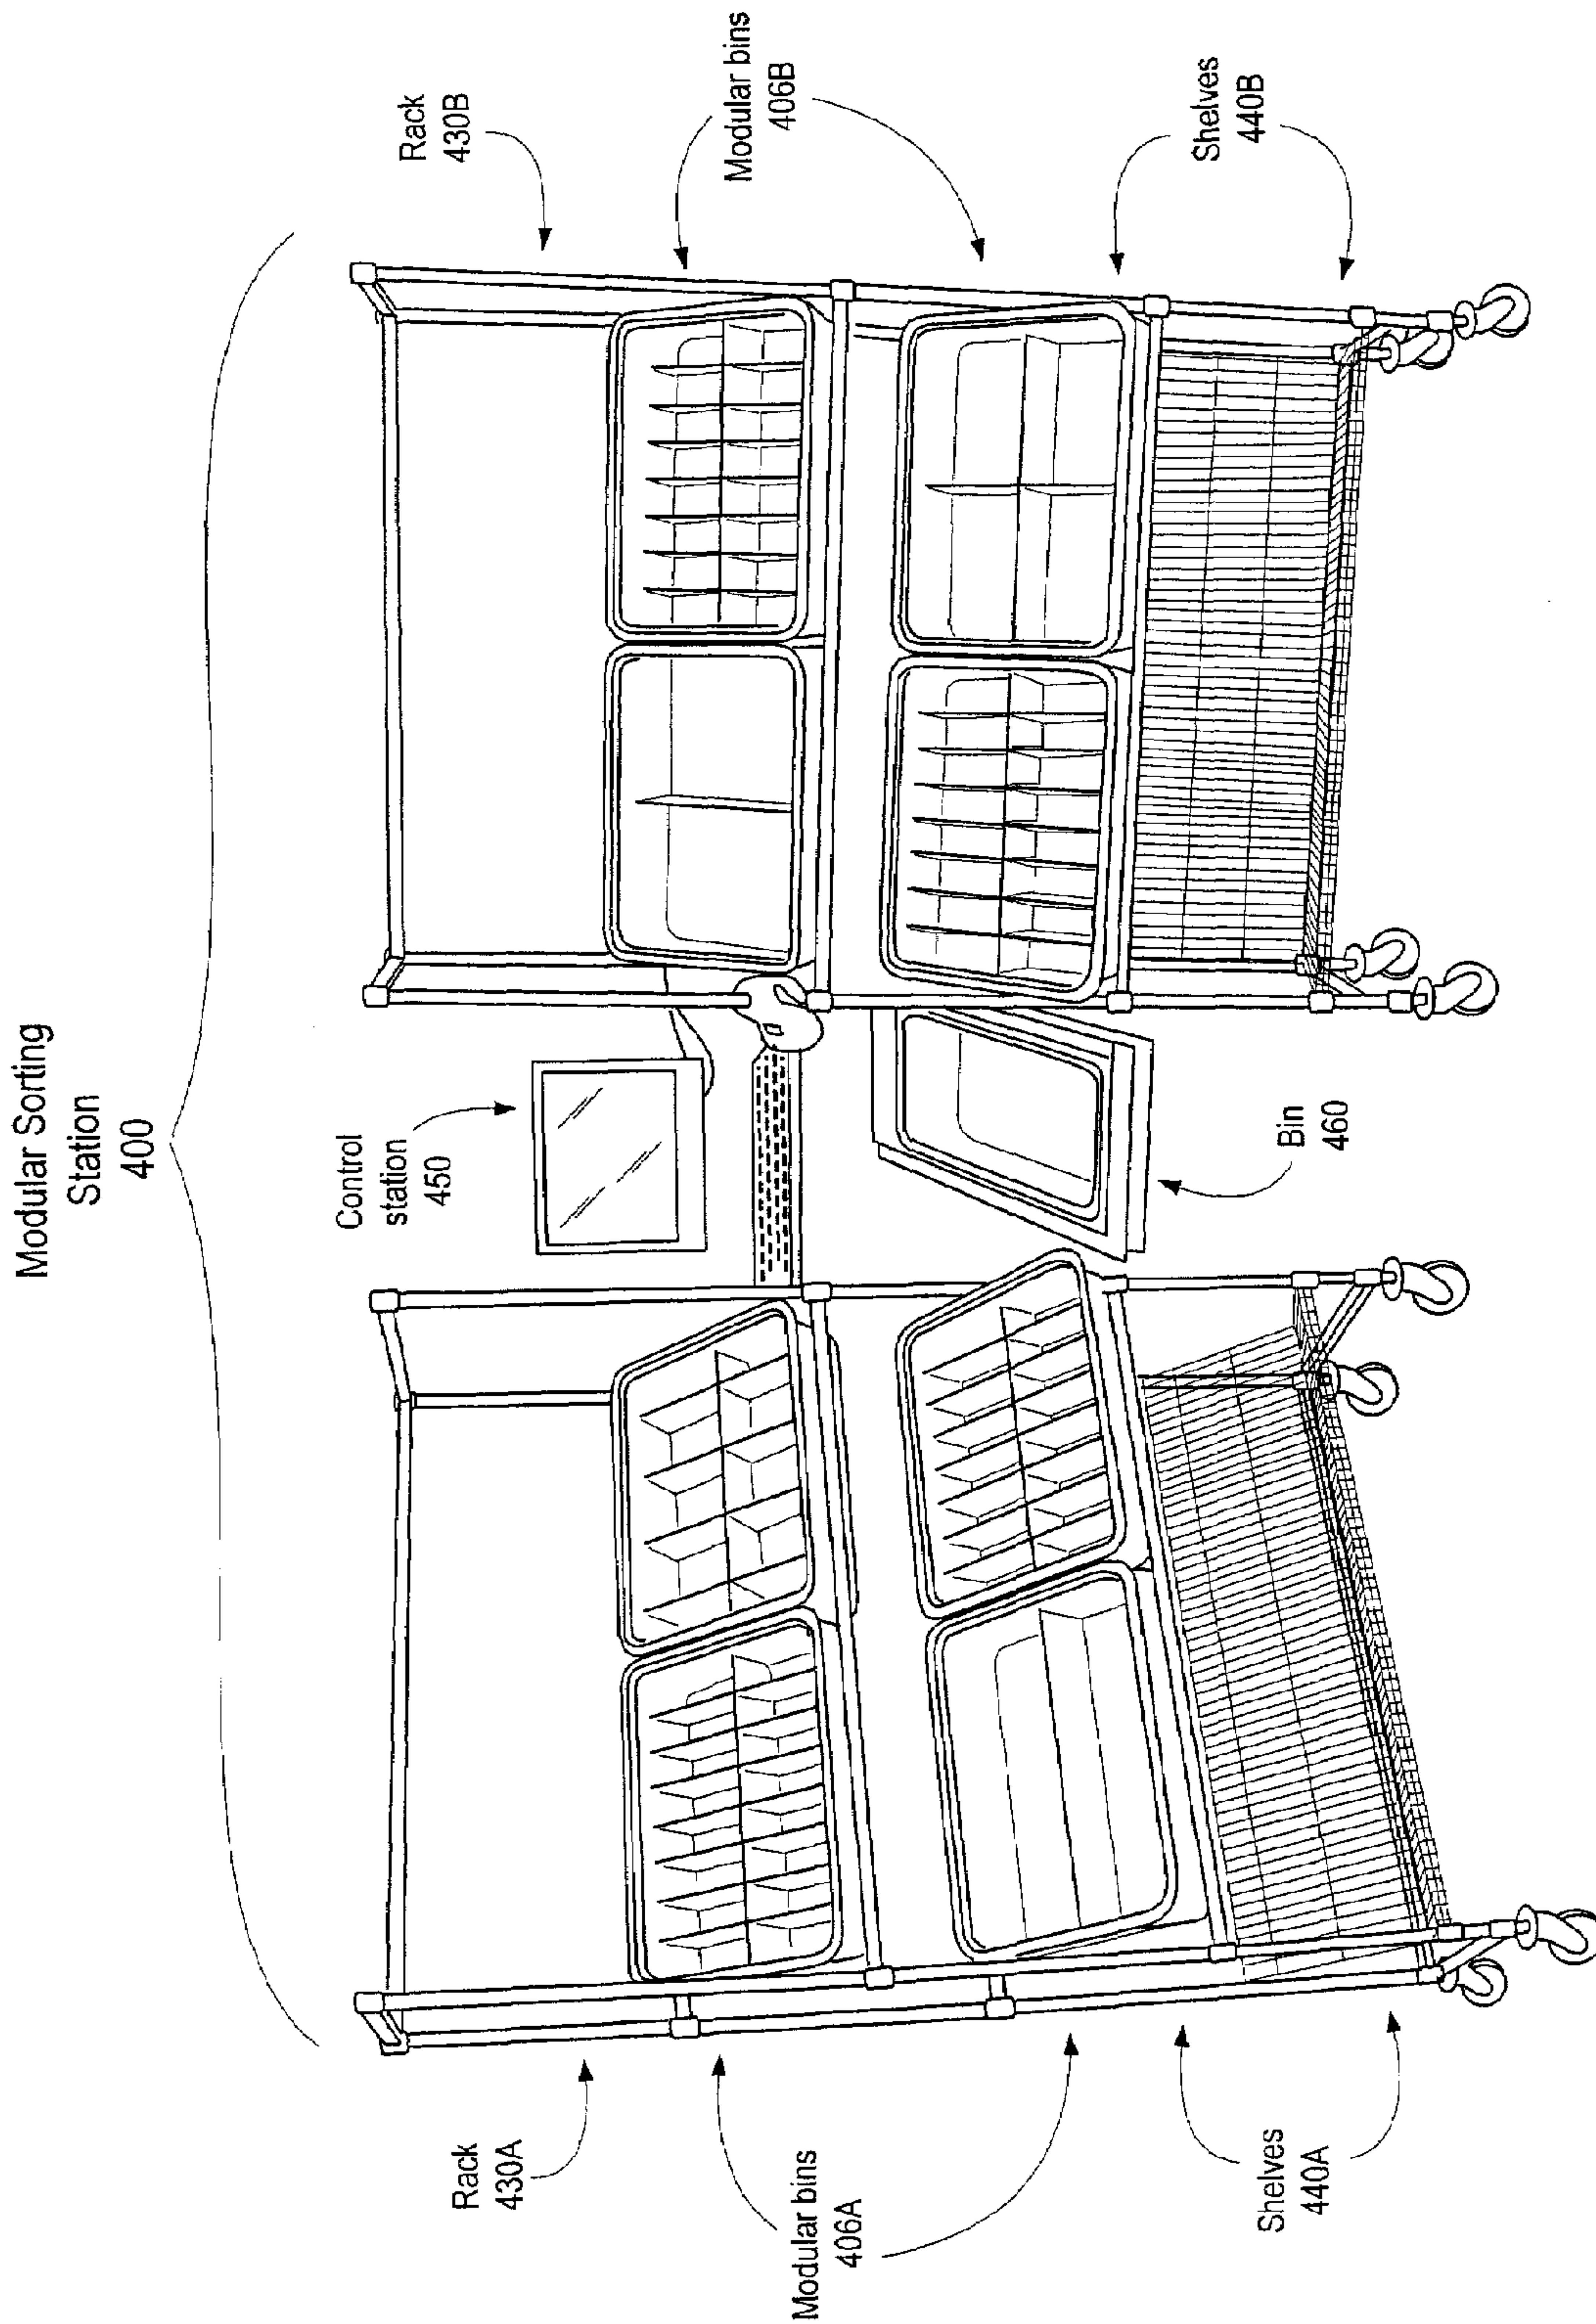 Modular Sorting
Station
400
Control
station
450
Rack
430A
Rack
430B
Modular bins
406A
Modular bins
406B
Bin
460
Shelves
440A
Shelves
440B